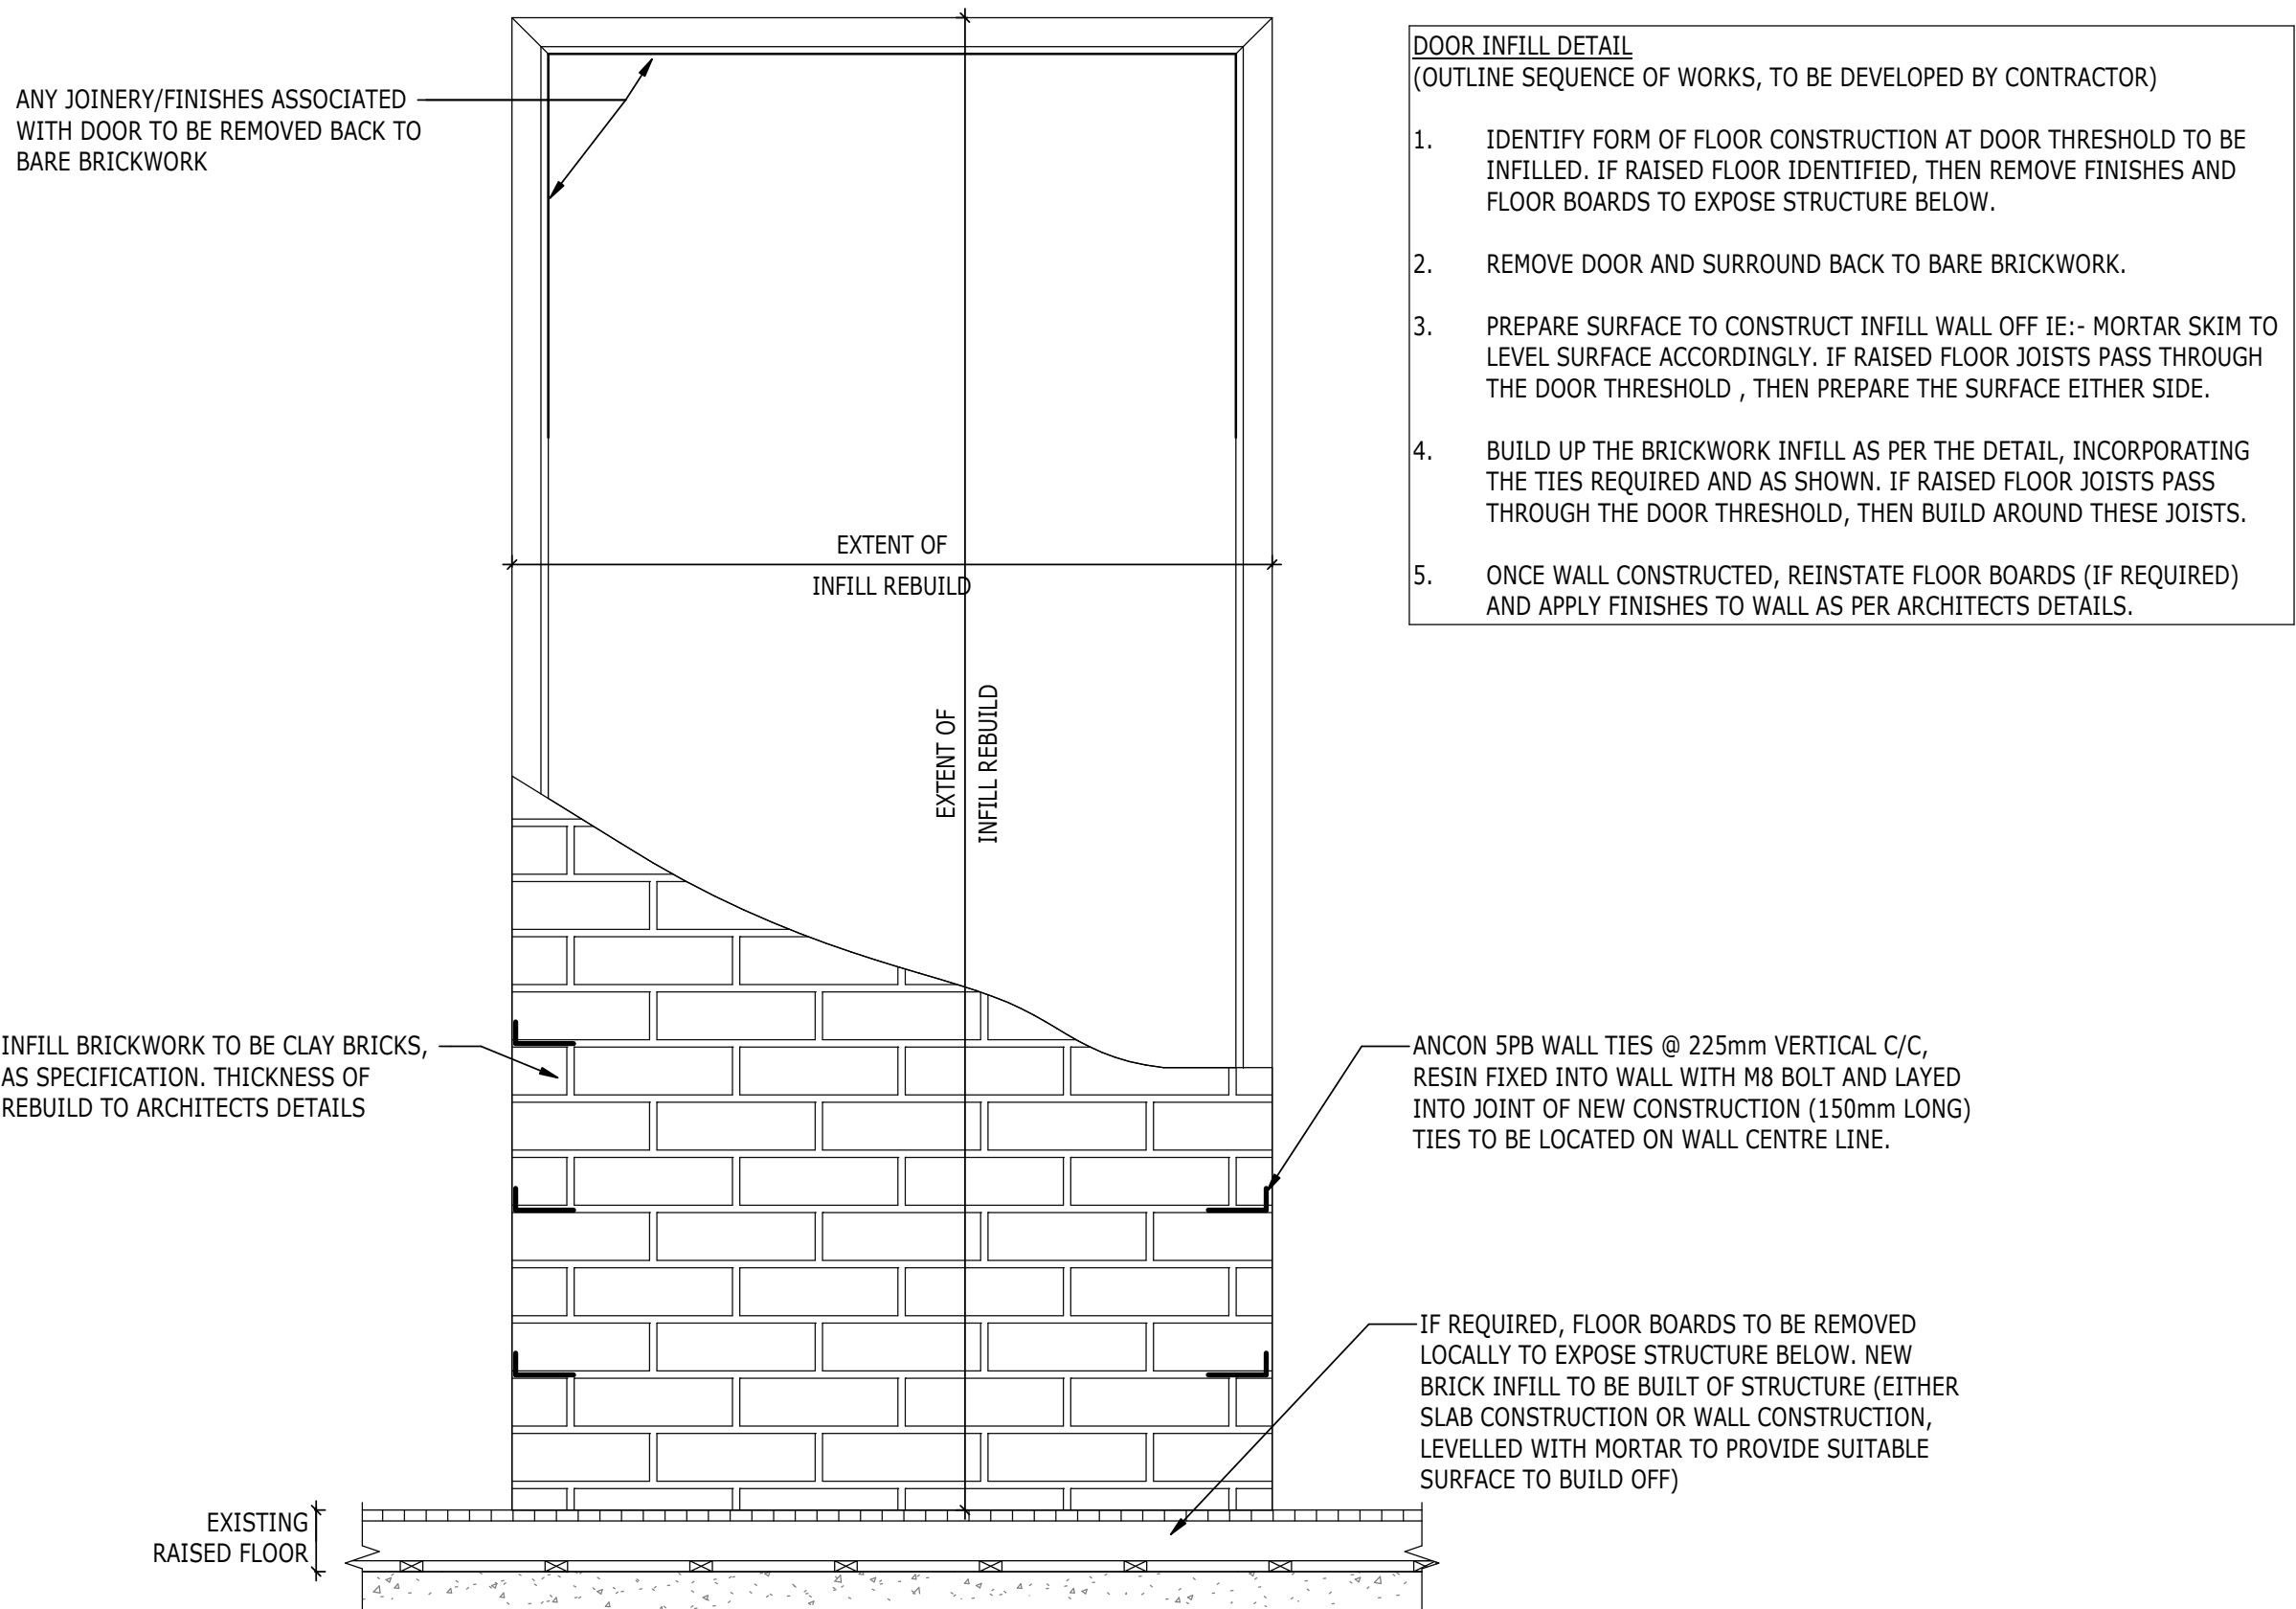 ANY JOINERY/FINISHES ASSOCIATED
WITH DOOR TO BE REMOVED BACK TO
BARE BRICKWORK
DOOR INFILL DETAIL
(OUTLINE SEQUENCE OF WORKS, TO BE DEVELOPED BY CONTRACTOR)
1. IDENTIFY FORM OF FLOOR CONSTRUCTION AT DOOR THRESHOLD TO BE
INFILLED. IF RAISED FLOOR IDENTIFIED, THEN REMOVE FINISHES AND
FLOOR BOARDS TO EXPOSE STRUCTURE BELOW.
2. REMOVE DOOR AND SURROUND BACK TO BARE BRICKWORK.
3. PREPARE SURFACE TO CONSTRUCT INFILL WALL OFF IE:- MORTAR SKIM TO
LEVEL SURFACE ACCORDINGLY. IF RAISED FLOOR JOISTS PASS THROUGH
THE DOOR THRESHOLD , THEN PREPARE THE SURFACE EITHER SIDE.
4. BUILD UP THE BRICKWORK INFILL AS PER THE DETAIL, INCORPORATING
THE TIES REQUIRED AND AS SHOWN. IF RAISED FLOOR JOISTS PASS
THROUGH THE DOOR THRESHOLD, THEN BUILD AROUND THESE JOISTS.
5. ONCE WALL CONSTRUCTED, REINSTATE FLOOR BOARDS (IF REQUIRED)
AND APPLY FINISHES TO WALL AS PER ARCHITECTS DETAILS.
EXTENT OF
INFILL REBUILD
EXTENT OF
INFILL REBUILD
INFILL BRICKWORK TO BE CLAY BRICKS,
AS SPECIFICATION. THICKNESS OF
REBUILD TO ARCHITECTS DETAILS
ANCON 5PB WALL TIES @ 225mm VERTICAL C/C,
RESIN FIXED INTO WALL WITH M8 BOLT AND LAYED
INTO JOINT OF NEW CONSTRUCTION (150mm LONG)
TIES TO BE LOCATED ON WALL CENTRE LINE.
IF REQUIRED, FLOOR BOARDS TO BE REMOVED
LOCALLY TO EXPOSE STRUCTURE BELOW. NEW
BRICK INFILL TO BE BUILT OF STRUCTURE (EITHER
SLAB CONSTRUCTION OR WALL CONSTRUCTION,
LEVELLED WITH MORTAR TO PROVIDE SUITABLE
SURFACE TO BUILD OFF)
EXISTING
RAISED FLOOR